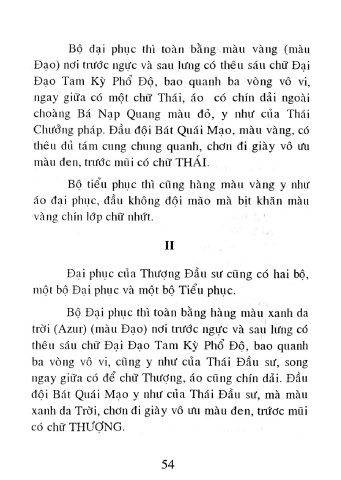 Bộ đại phục thì toàn bằng màu vàng (màu
Đạo) nơi trước ngực và sau lưng có thêu sáu chữ Đại
Đạo Tam Kỳ Phổ Độ, bao quanh ba vòng vô vi,
ngay giữa có một chữ Thái, áo có chín dải ngoài
choàng Bá Nạp Quang màu đỏ, y như của Thái
Chưởng pháp. Đầu đội Bát Quái Mạo, màu vàng, có
thêu đủ tám cung chung quanh, chơn đi giày vô ưu
màu đen, trước mũi có chữ THÁI.
Bộ tiểu phục thì cũng hàng màu vàng y như
áo đai phục, đầu không đội mão mà bịt khăn màu
vàng chín lớp chữ nhứt.
II
Đại phục của Thượng Đầu sư cũng có hai bộ,
một bộ Đại phục và một bộ Tiểu phục.
Bộ Đại phục thì toàn bằng hàng màu xanh da
trời (Azur) (màu Đạo) nơi trước ngực và sau lưng có
thêu sáu chữ Đại Đạo Tam Kỳ Phổ Độ, bao quanh
ba vòng vô vi, cũng y như của Thái Đầu sư, song
ngay giữa có để chữ Thượng, áo cũng chín dải. Đầu
đội Bát Quái Mạo y như của Thái Đầu sư, mà màu
xanh da Trời, chơn đi giày vô ưu màu đen, trước mũi
có chữ THƯỢNG.
54